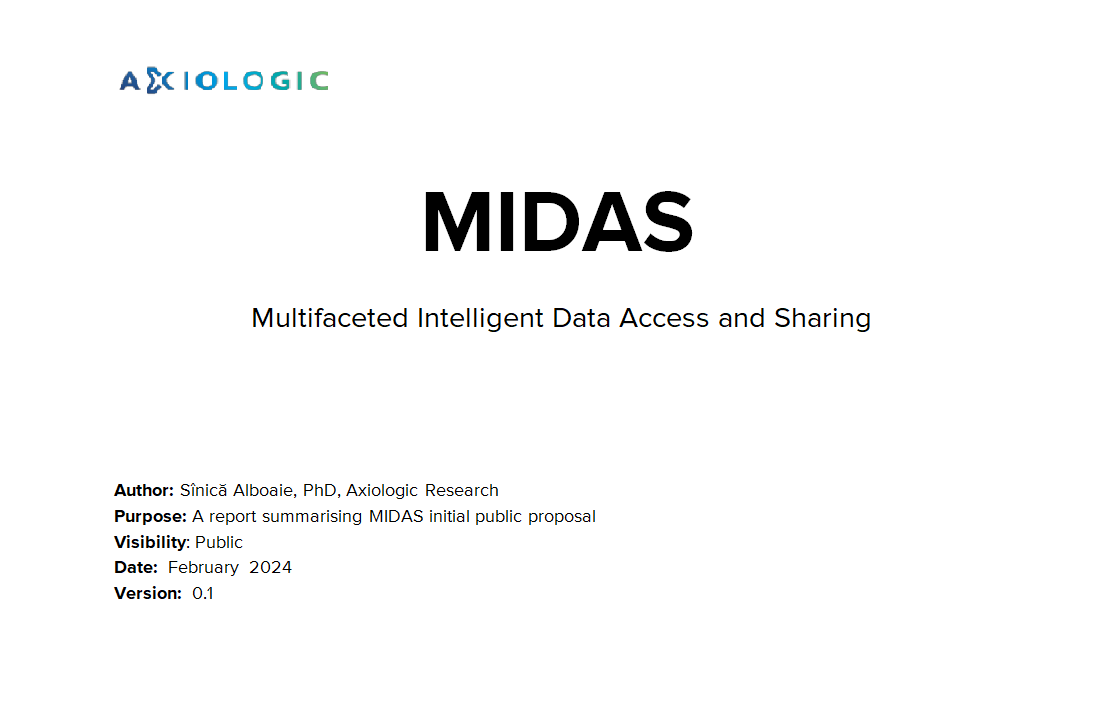 AXIOLOGIC
MIDAS
Multifaceted Intelligent Data Access and Sharing
Author: Sînică Alboaie, PhD, Axiologic Research
Purpose: A report summarising MIDAS initial public proposal
Visibility: Public
Date: February 2024
Version: 0.1